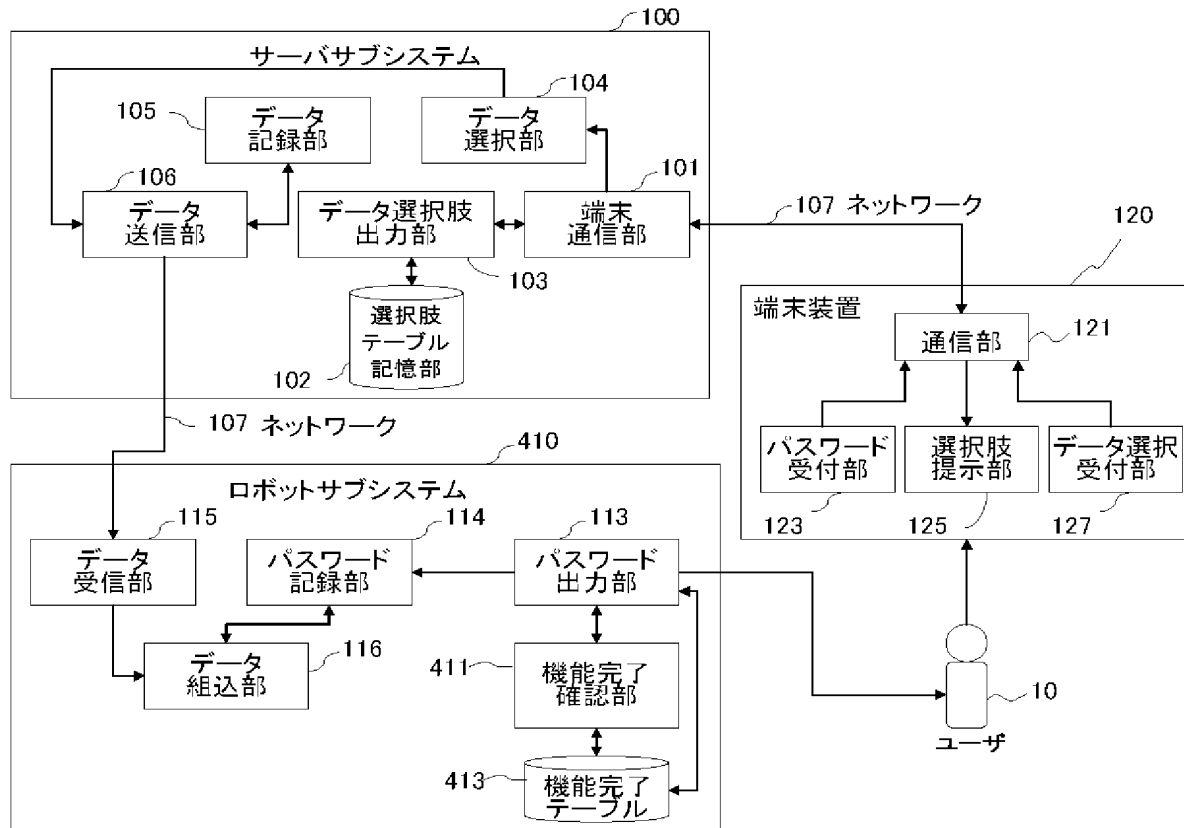 100
サーバサブシステム
104
105
データ
記録部
データ
選択部
106
101
データ
送信部
データ選択肢
出力部
端末
通信部
107 ネットワーク
103
120
選択肢
テーブル
記憶部
102
端末装置
通信部
121
107 ネットワーク
パスワード
受付部
選択肢
提示部
データ選択
受付部
123
125
127
410
ロボットサブシステム
115
114
113
データ
受信部
パスワード
記録部
パスワード
出力部
データ
組込部
116
411
機能完了
確認部
10
ユーザ
413
機能完了
テーブル